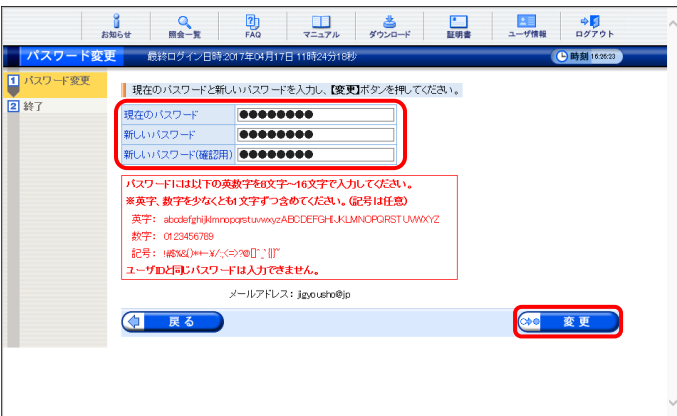 お知らせ 照会一覧 FAQ マニュアル ダウンロード 証明書 ユーザ情報 ログアウト
パスワード変更 最終ログイン日時:2017年04月17日 11時24分18秒 時刻 16:26:23
1 パスワード変更
2 終了
現在のパスワードと新しいパスワードを入力し、【変更】ボタンを押してください。
現在のパスワード ●●●●●●●●
新しいパスワード ●●●●●●●●
新しいパスワード(確認用) ●●●●●●●●
パスワードには以下の英数字を8文字~16文字で入力してください。
※英字、数字を少なくとも1文字ずつ含めてください。(記号は任意)
英字: abcdefghijklmnopqrstuvwxyzABCDEFGHIJKLMNOPQRSTUVWXYZ
数字: 0123456789
記号:
ユーザIDと同じパスワードは入力できません。
メールアドレス: jigyousho@jp
戻る 変更